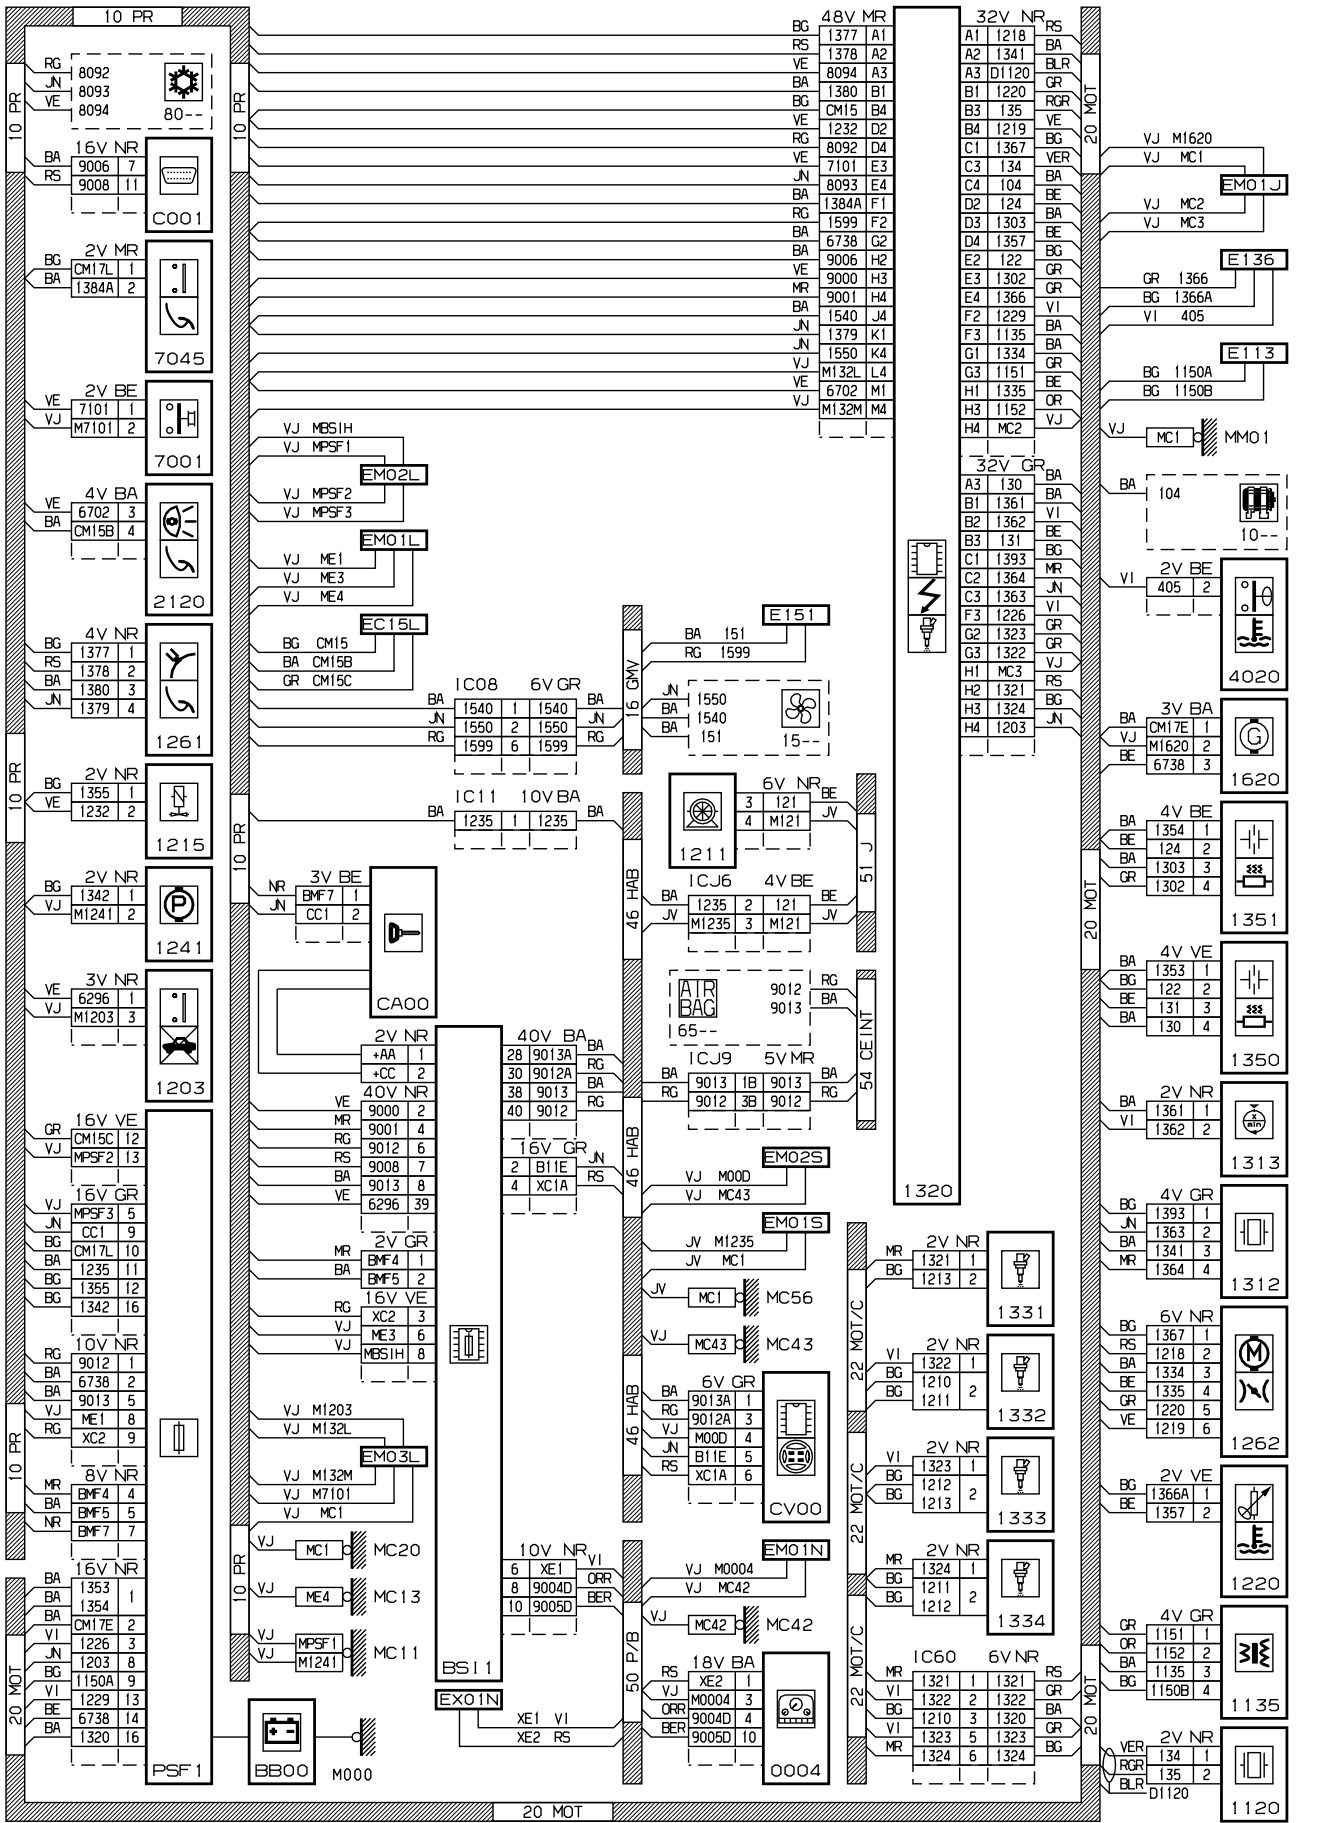 10 PR
10 PR
RG 8092
JN 8093
VE 8094
80--
16V NR
BA 9006 7
RS 9008 11
C001
2V MR
BG CM17L 1
BA 1384A 2
7045
2V BE
VE 7101 1
VJ M7101 2
7001
4V BA
VE 6702 3
BA CM15B 4
2120
4V NR
BG 1377 1
RS 1378 2
BA 1380 3
JN 1379 4
1261
10 PR
2V NR
BG 1355 1
VE 1232 2
1215
2V NR
BG 1342 1
VJ M1241 2
P
1241
3V NR
VE 6296 1
VJ M1203 3
1203
16V VE
GR CM15C 12
VJ MPSF2 13
16V GR
VJ MPSF3 5
JN CC1 9
BG CM17L 10
BA 1235 11
BG 1355 12
BG 1342 16
10V NR
RG 9012 1
BA 6738 2
BA 9013 5
VJ ME1 8
RG XC2 9
10 PR
8V NR
MR BMF4 4
BA BMF5 5
NR BMF7 7
16V NR
BA 1353
BA 1354 1
BA CM17E 2
VI 1226 3
JN 1203 8
BG 1150A 9
VI 1229 13
BE 6738 14
BA 1320 16
20 MOT
PSF1
10 PR
48V MR
BG 1377 A1
RS 1378 A2
VE 8094 A3
BA 1380 B1
BG CM15 B4
VE 1232 D2
RG 8092 D4
VE 7101 E3
JN 8093 E4
BA 1384A F1
RG 1599 F2
BA 6738 G2
BA 9006 H2
VE 9000 H3
MR 9001 H4
BA 1540 J4
JN 1379 K1
JN 1550 K4
VJ M132L L4
VE 6702 M1
VJ M132M M4
VJ MBSIH
VJ MPSF1
EM02L
VJ MPSF2
VJ MPSF3
EM01L
VJ ME1
VJ ME3
VJ ME4
EC15L
BG CM15
BA CM15B
GR CM15C
IC08 6V GR
BA 1540 1 1540 BA
JN 1550 2 1550 JN
RG 1599 6 1599 RG
16 GMV
E151
BA 151
RG 1599
JN 1550
BA 1540
BA 151
15--
10 PR
IC11 10V BA
BA 1235 1 1235 BA
3V BE
NR BMF7 1
JN CC1 2
CA00
46 HAB
1211
6V NR
3 121 BE
4 M121 JV
51 J
ICJ6 4V BE
BA 1235 2 121 BE
JV M1235 3 M121 JV
AIR BAG
65--
9012 RG
9013 BA
54 CEINT
ICJ9 5V MR
BA 9013 1B 9013 BA
RG 9012 3B 9012 RG
2V NR
+AA 1
+CC 2
40V NR
VE 9000 2
MR 9001 4
RG 9012 6
RS 9008 7
BA 9013 8
VE 6296 39
2V GR
MR BMF4 1
BA BMF5 2
16V VE
RG XC2 3
VJ ME3 6
VJ MBSIH 8
40V BA
28 9013A BA
30 9012A RG
38 9013 BA
40 9012 RG
16V GR
2 B11E JN
4 XC1A RS
46 HAB
EM02S
VJ M00D
VJ MC43
EM01S
JV M1235
JV MC1
JV MC1 MC56
VJ MC43 MC43
46 HAB
6V GR
BA 9013A 1
RG 9012A 3
VJ M00D 4
JN B11E 5
RS XC1A 6
CV00
VJ M1203
VJ M132L
EM03L
VJ M132M
VJ M7101
VJ MC1
10 PR
VJ MC1 MC20
VJ ME4 MC13
VJ MPSF1
VJ M1241 MC11
BSI1
10V NR
6 XE1 VI
8 9004D ORR
10 9005D BER
50 P/B
EX01N
XE1 VI
XE2 RS
BB00
M000
EM01N
VJ M0004
VJ MC42
VJ MC42 MC42
18V BA
RS XE2 1
VJ M0004 3
ORR 9004D 4
BER 9005D 10
0004
1320
22 MOT/C
2V NR
MR 1321 1
BG 1213 2
1331
2V NR
VI 1322 1
BG 1210
BG 1211 2
1332
22 MOT/C
2V NR
VI 1323 1
BG 1212
BG 1213 2
1333
2V NR
MR 1324 1
BG 1211
BG 1212 2
1334
22 MOT/C
IC60 6V NR
MR 1321 1 1321 RS
VI 1322 2 1322 GR
BG 1210 3 1320 BA
VI 1323 5 1323 GR
MR 1324 6 1324 BG
32V NR
A1 1218 RS
A2 1341 BA
A3 D1120 BLR
B1 1220 GR
B3 135 RGR
B4 1219 VE
C1 1367 BG
C3 134 VER
C4 104 BA
D2 124 BE
D3 1303 BA
D4 1357 BE
E2 122 BG
E3 1302 GR
E4 1366 GR
F2 1229 VI
F3 1135 BA
G1 1334 BA
G3 1151 GR
H1 1335 BE
H3 1152 OR
H4 MC2 VJ
32V GR
A3 130 BA
B1 1361 BA
B2 1362 VI
B3 131 BE
C1 1393 BG
C2 1364 MR
C3 1363 JN
F3 1226 VI
G2 1323 GR
G3 1322 GR
H1 MC3 VJ
H2 1321 RS
H3 1324 BG
H4 1203 JN
20 MOT
VJ M1620
VJ MC1
EM01J
VJ MC2
VJ MC3
E136
GR 1366
BG 1366A
VI 405
E113
BG 1150A
BG 1150B
VJ MC1 MM01
BA 104
10--
2V BE
VI 405 2
4020
3V BA
BA CM17E 1
VJ M1620 2
BE 6738 3
G
1620
20 MOT
4V BE
BA 1354 1
BE 124 2
BA 1303 3
GR 1302 4
1351
4V VE
BA 1353 1
BG 122 2
BE 131 3
BA 130 4
1350
2V NR
BA 1361 1
VI 1362 2
x
min
1313
4V GR
BG 1393 1
JN 1363 2
BA 1341 3
MR 1364 4
1312
6V NR
BG 1367 1
RS 1218 2
BA 1334 3
BE 1335 4
GR 1220 5
VE 1219 6
M
1262
2V VE
BG 1366A 1
BE 1357 2
1220
20 MOT
4V GR
GR 1151 1
OR 1152 2
BA 1135 3
BG 1150B 4
1135
2V NR
VER 134 1
RGR 135 2
BLR D1120
1120
20 MOT